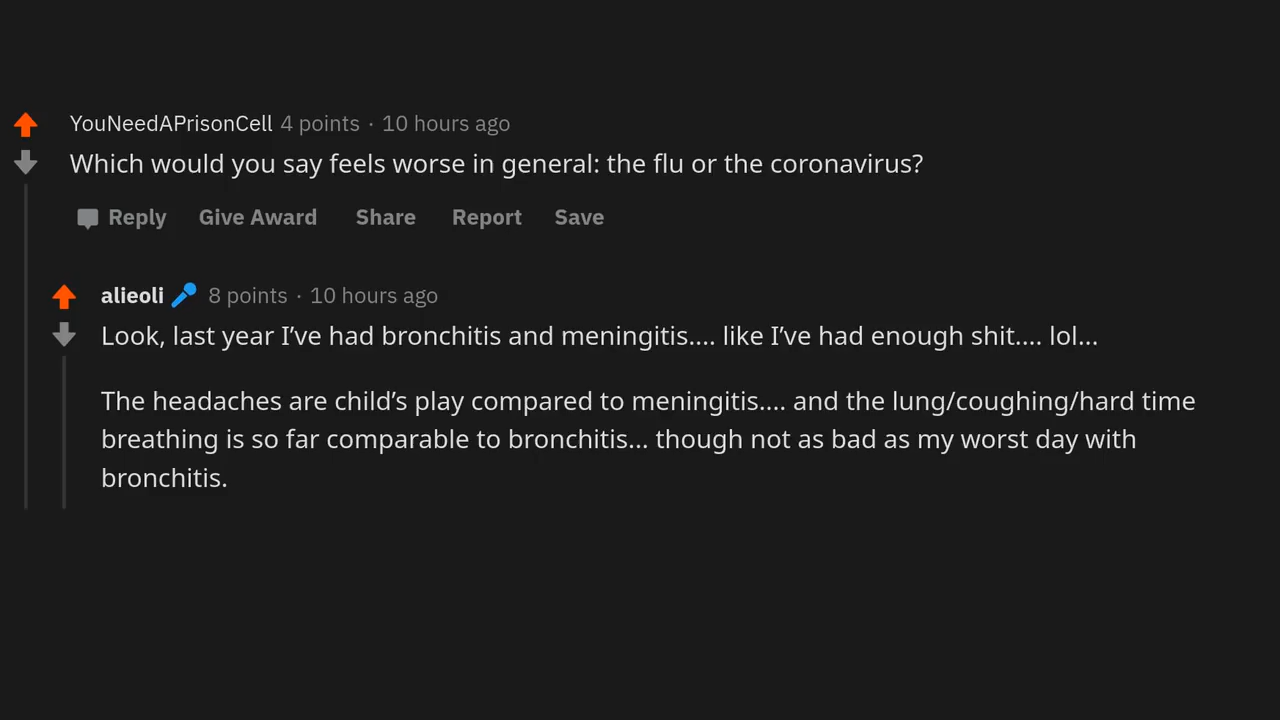 YouNeedAPrisonCell 4 points · 10 hours ago
Which would you say feels worse in general: the flu or the coronavirus?
Reply Give Award Share Report Save
alieoli 8 points · 10 hours ago
Look, last year I’ve had bronchitis and meningitis.... like I’ve had enough shit.... lol...
The headaches are child’s play compared to meningitis.... and the lung/coughing/hard time
breathing is so far comparable to bronchitis... though not as bad as my worst day with
bronchitis.